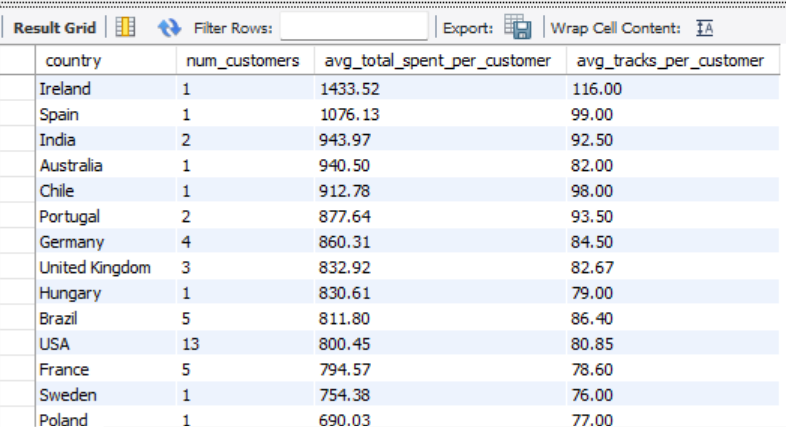 Result Grid Filter Rows: Export: Wrap Cell Content:
country num_customers avg_total_spent_per_customer avg_tracks_per_customer
Ireland 1 1433.52 116.00
Spain 1 1076.13 99.00
India 2 943.97 92.50
Australia 1 940.50 82.00
Chile 1 912.78 98.00
Portugal 2 877.64 93.50
Germany 4 860.31 84.50
United Kingdom 3 832.92 82.67
Hungary 1 830.61 79.00
Brazil 5 811.80 86.40
USA 13 800.45 80.85
France 5 794.57 78.60
Sweden 1 754.38 76.00
Poland 1 690.03 77.00